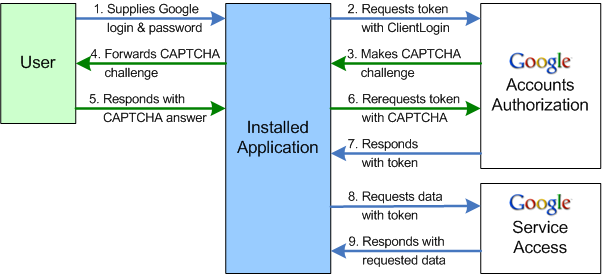 User
1. Supplies Google
login & password
4. Forwards CAPTCHA
challenge
5. Responds with
CAPTCHA answer
Installed
Application
2. Requests token
with ClientLogin
3. Makes CAPTCHA
challenge
6. Rerequests token
with CAPTCHA
7. Responds
with token
8. Requests data
with token
9. Responds with
requested data
Google
Accounts
Authorization
Google
Service
Access